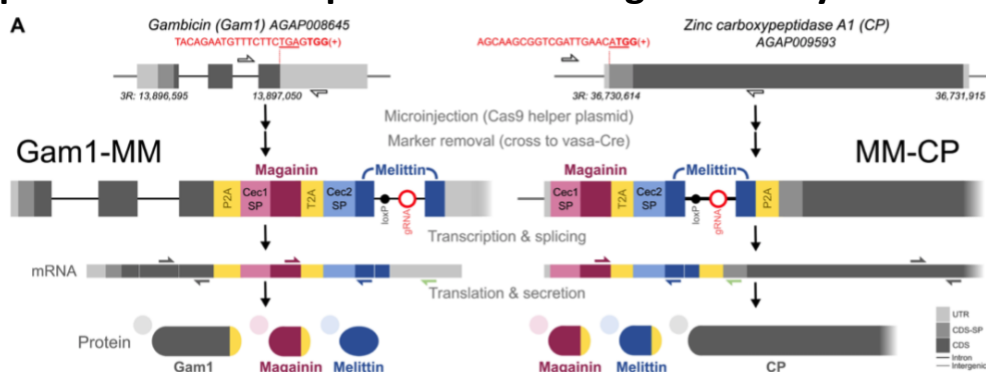 A
Gambicin (Gam1) AGAP008645
TACAGAATGTTTCTTCTGAGTGG(+)
Zinc carboxypeptidase A1 (CP)
AGAP009593
AGCAAGCGGTCGATTGAACATGG(+)
3R: 13,896,595
13,897,050
3R: 36,730,614
36,731,915
Microinjection (Cas9 helper plasmid)
Marker removal (cross to vasa-Cre)
Gam1-MM
MM-CP
Magainin
Melittin
Magainin
Melittin
P2A
Cec1 SP
T2A
Cec2 SP
loxP
gRNA
Cec1 SP
T2A
Cec2 SP
loxP
gRNA
P2A
Transcription & splicing
mRNA
Translation & secretion
Protein
Gam1
Magainin
Melittin
Magainin
Melittin
CP
UTR
CDS-SP
CDS
Intron
Intergenic